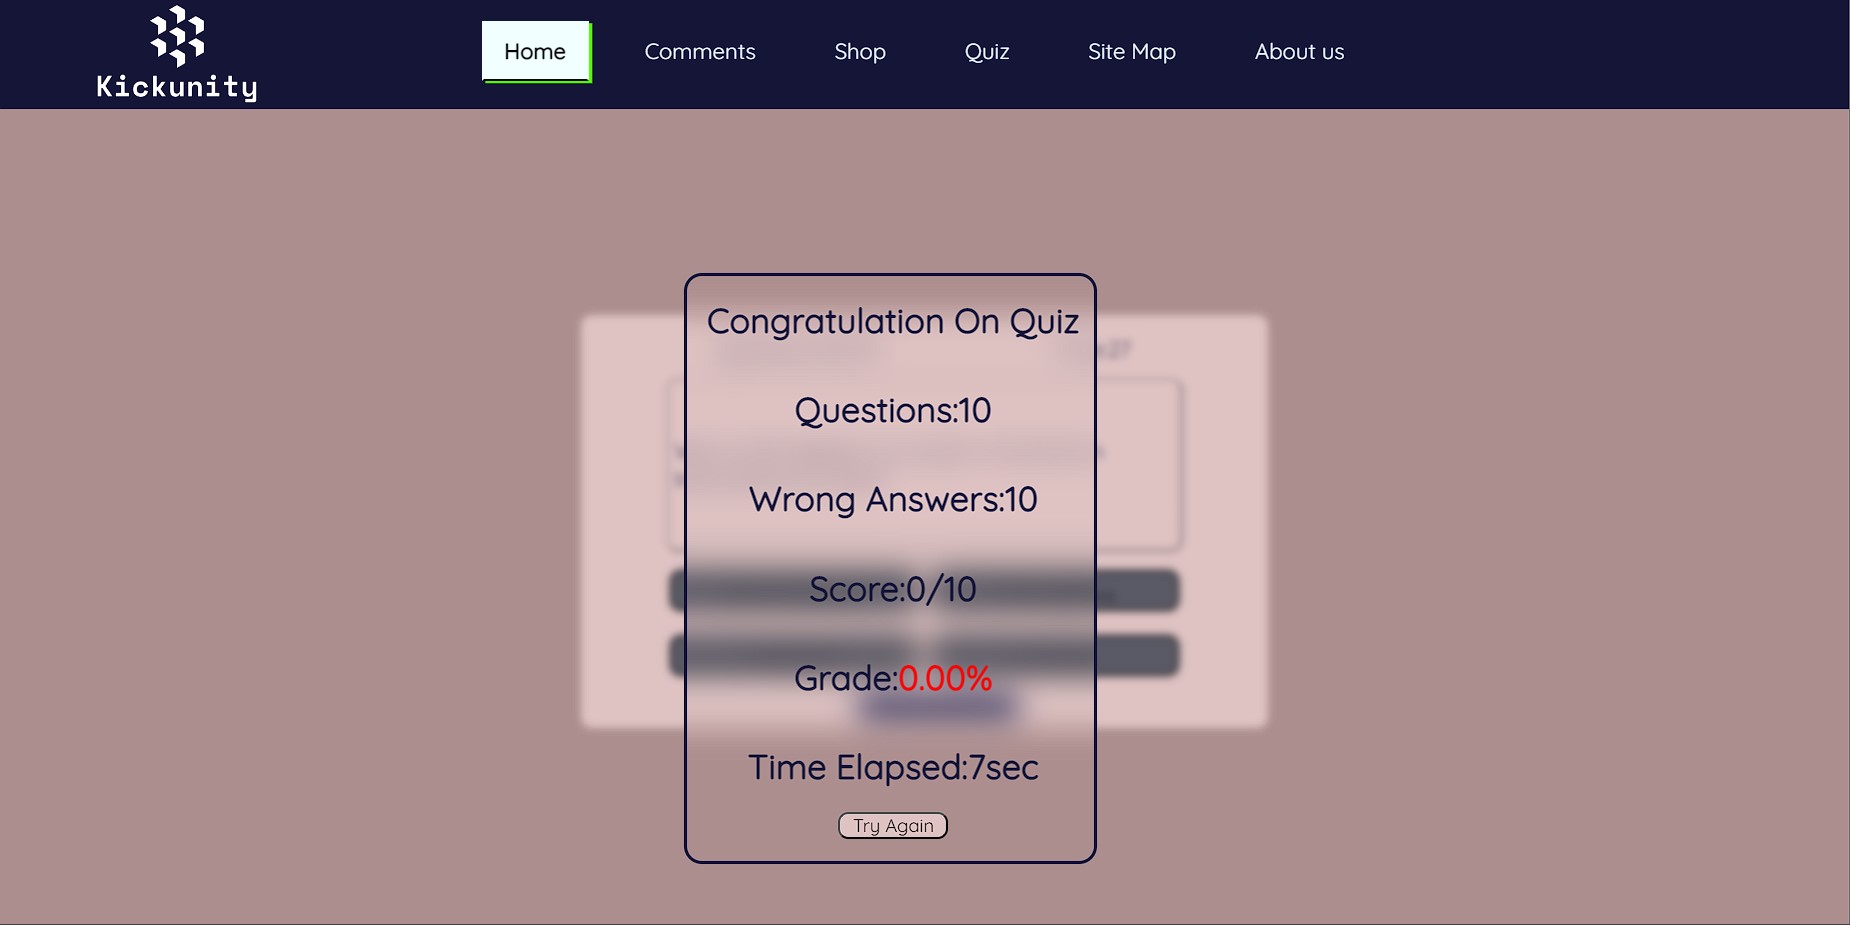 Kickunity
Home
Comments
Shop
Quiz
Site Map
About us
Congratulation On Quiz
Questions:10
Wrong Answers:10
Score:0/10
Grade:0.00%
Time Elapsed:7sec
Try Again